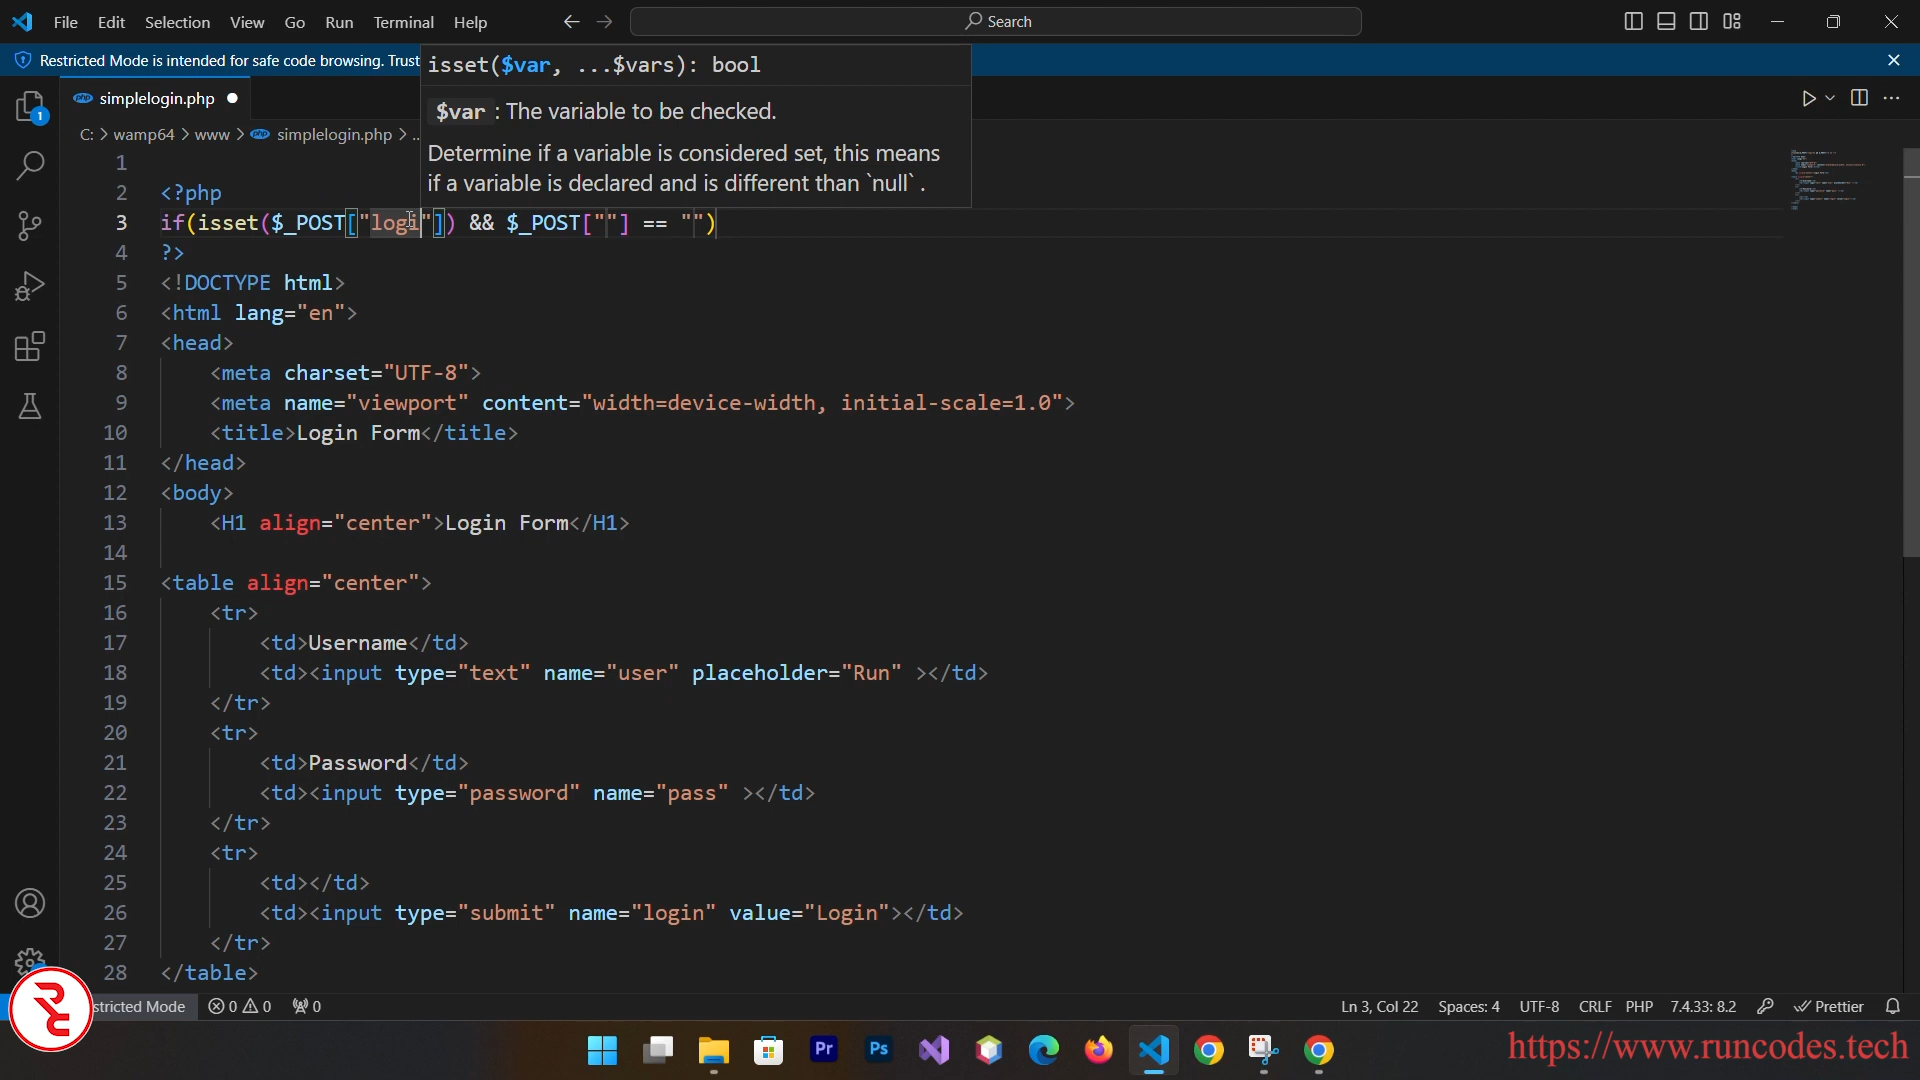 File Edit Selection View Go Run Terminal Help
Search
Restricted Mode is intended for safe code browsing. Trust
isset($var, ...$vars): bool
$var : The variable to be checked.
Determine if a variable is considered set, this means
if a variable is declared and is different than `null` .
1
simplelogin.php
C: > wamp64 > www > simplelogin.php > ..
1
2 <?php
3 if(isset($_POST["logi"]) && $_POST[""] == "")
4 ?>
5 <!DOCTYPE html>
6 <html lang="en">
7 <head>
8 <meta charset="UTF-8">
9 <meta name="viewport" content="width=device-width, initial-scale=1.0">
10 <title>Login Form</title>
11 </head>
12 <body>
13 <H1 align="center">Login Form</H1>
14
15 <table align="center">
16 <tr>
17 <td>Username</td>
18 <td><input type="text" name="user" placeholder="Run" ></td>
19 </tr>
20 <tr>
21 <td>Password</td>
22 <td><input type="password" name="pass" ></td>
23 </tr>
24 <tr>
25 <td></td>
26 <td><input type="submit" name="login" value="Login"></td>
27 </tr>
28 </table>
stricted Mode 0 0 0 Ln 3, Col 22 Spaces: 4 UTF-8 CRLF PHP 7.4.33: 8.2 Prettier
RC
Pr Ps
https://www.runcodes.tech